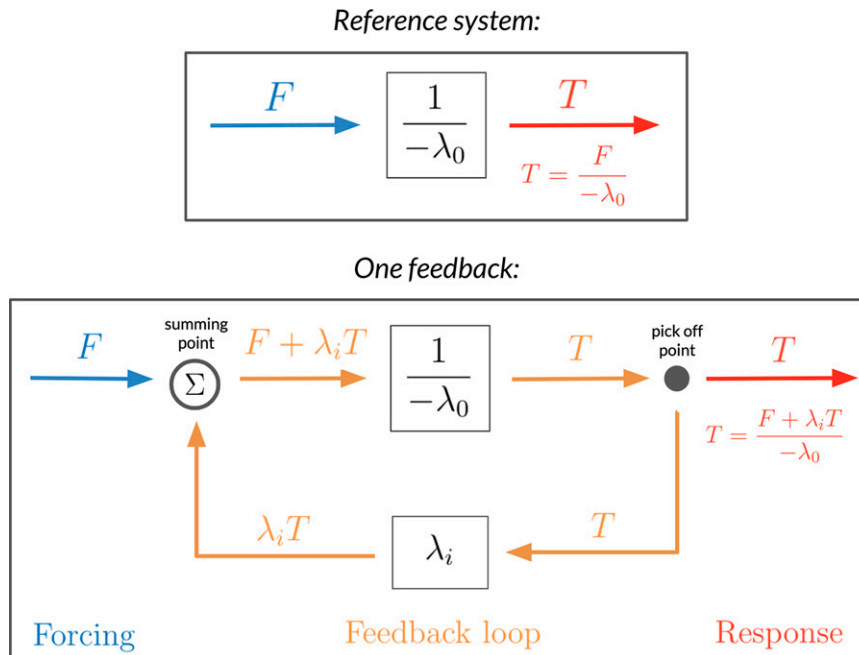 Reference system:
F
1
−λ₀
T
T = F / −λ₀
One feedback:
summing
point
pick off
point
F
Σ
F + λᵢT
1
−λ₀
T
T
T = F + λᵢT / −λ₀
λᵢT
λᵢ
T
Forcing
Feedback loop
Response